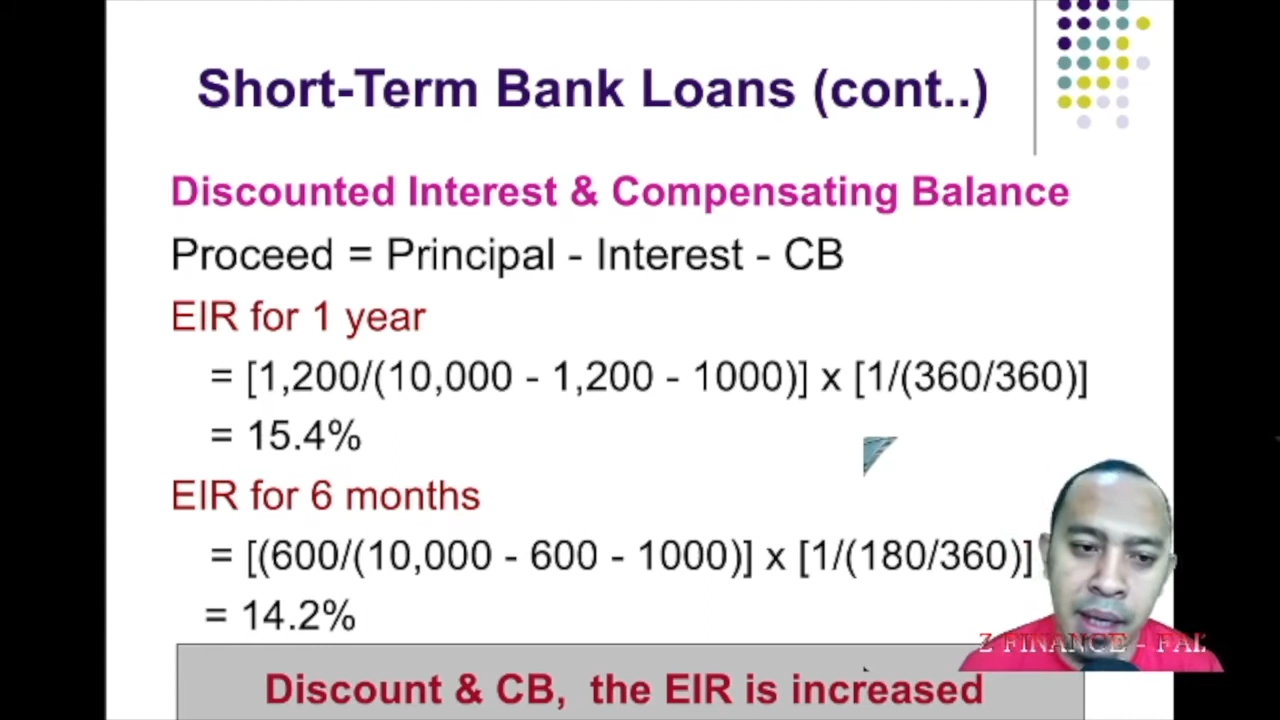 Short-Term Bank Loans (cont..)
Discounted Interest & Compensating Balance
Proceed = Principal - Interest - CB
EIR for 1 year
= [1,200/(10,000 - 1,200 - 1000)] x [1/(360/360)]
= 15.4%
EIR for 6 months
= [(600/(10,000 - 600 - 1000)] x [1/(180/360)]
= 14.2%
Z FINANCE - 
Discount & CB, the EIR is increased